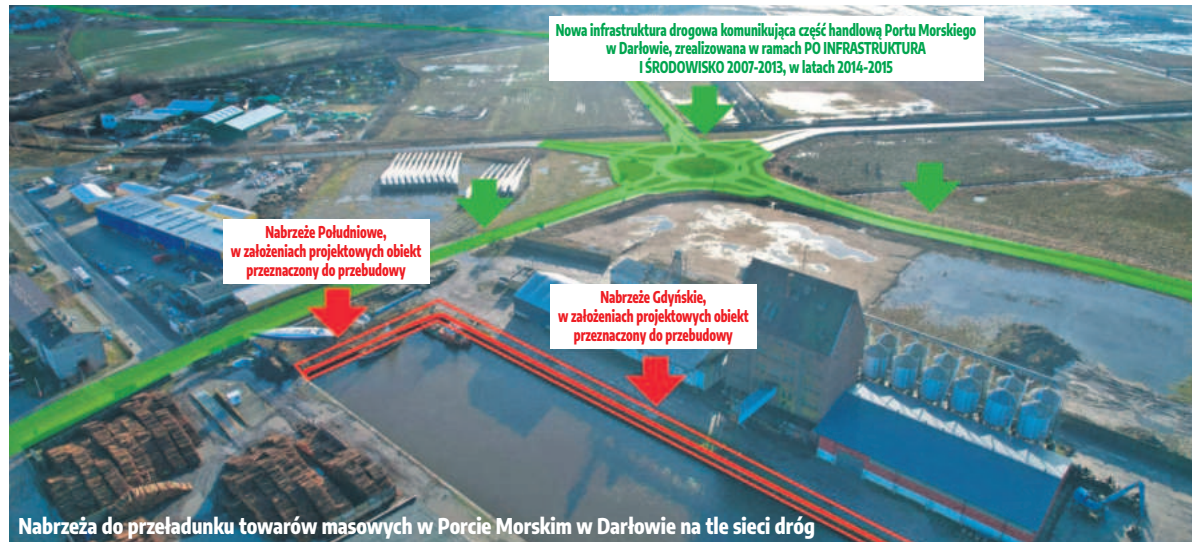 Nowa infrastruktura drogowa komunikująca część handlową Portu Morskiego
w Darłowie, zrealizowana w ramach PO INFRASTRUKTURA
I ŚRODOWISKO 2007-2013, w latach 2014-2015
Nabrzeże Południowe,
w założeniach projektowych obiekt
przeznaczony do przebudowy
Nabrzeże Gdyńskie,
w założeniach projektowych obiekt
przeznaczony do przebudowy
Nabrzeża do przeładunku towarów masowych w Porcie Morskim w Darłowie na tle sieci dróg